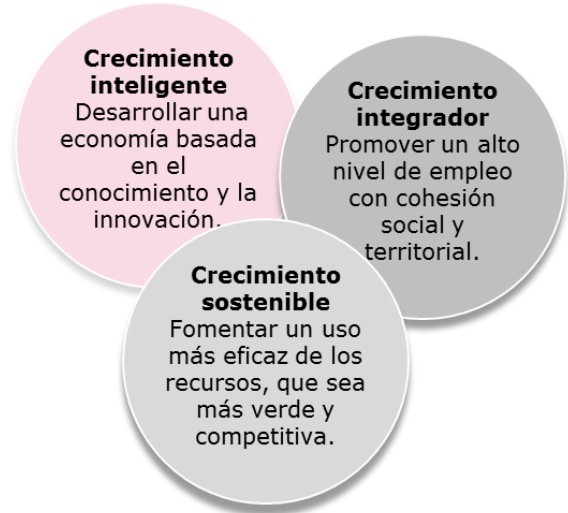 Crecimiento
inteligente
Desarrollar una
economía basada
en el
conocimiento y la
innovación.
Crecimiento
integrador
Promover un alto
nivel de empleo
con cohesión
social y
territorial.
Crecimiento
sostenible
Fomentar un uso
más eficaz de los
recursos, que sea
más verde y
competitiva.